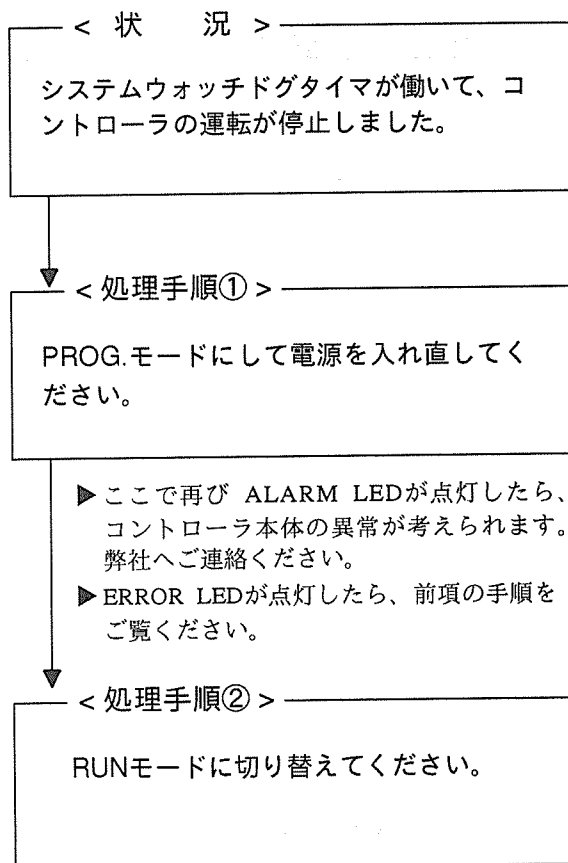 < 状　況 >
システムウォッチドグタイマが働いて、コ
ントローラの運転が停止しました。
< 処理手順① >
PROG.モードにして電源を入れ直してく
ださい。
▶ここで再び ALARM LEDが点灯したら、
コントローラ本体の異常が考えられます。
弊社へご連絡ください。
▶ERROR LEDが点灯したら、前項の手順を
ご覧ください。
< 処理手順② >
RUNモードに切り替えてください。